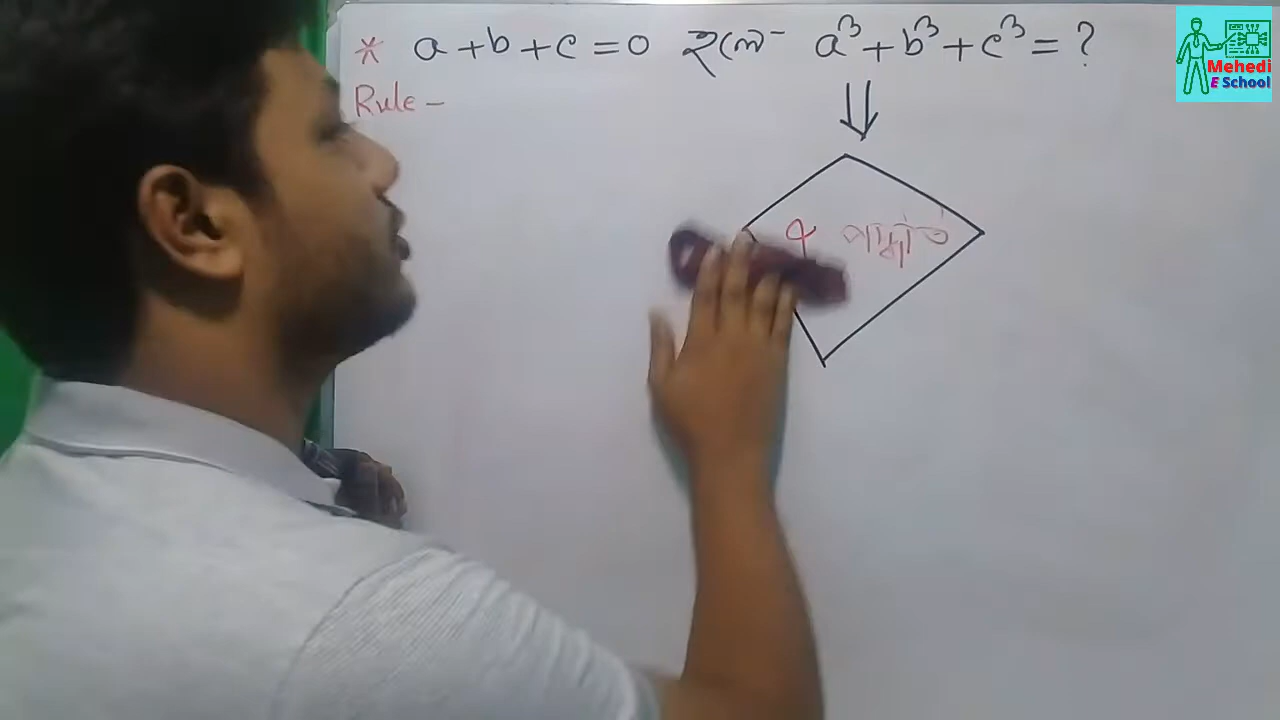 * a + b + c = 0 হলে- a³ + b³ + c³ = ?
Rule -
Mehedi
E School